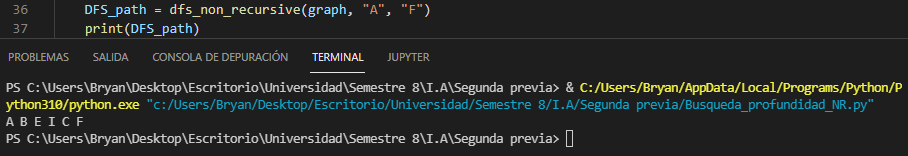 36 DFS_path = dfs_non_recursive(graph, "A", "F")
37 print(DFS_path)
PROBLEMAS SALIDA CONSOLA DE DEPURACIÓN TERMINAL JUPYTER
PS C:\Users\Bryan\Desktop\Escritorio\Universidad\Semestre 8\I.A\Segunda previa> & C:/Users/Bryan/AppData/Local/Programs/Python/P
ython310/python.exe "c:/Users/Bryan/Desktop/Escritorio/Universidad/Semestre 8/I.A/Segunda previa/Busqueda_profundidad_NR.py"
A B E I C F
PS C:\Users\Bryan\Desktop\Escritorio\Universidad\Semestre 8\I.A\Segunda previa>